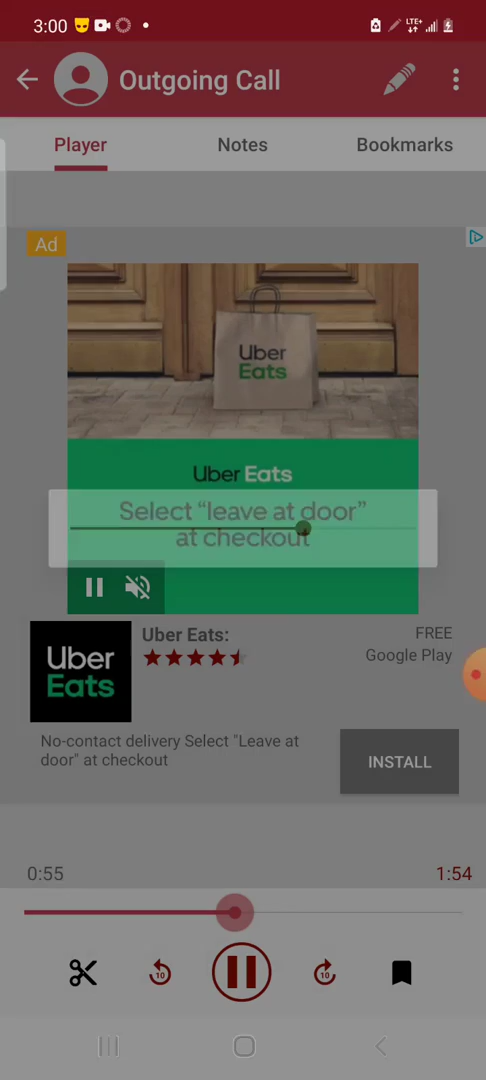 3:00 LTE+
Outgoing Call
Player Notes Bookmarks
Ad
Uber
Eats
Uber Eats
Select “leave at door”
at checkout
Uber
Eats
Uber Eats:
FREE
Google Play
No-contact delivery Select "Leave at
door" at checkout
INSTALL
0:55 1:54
10 10